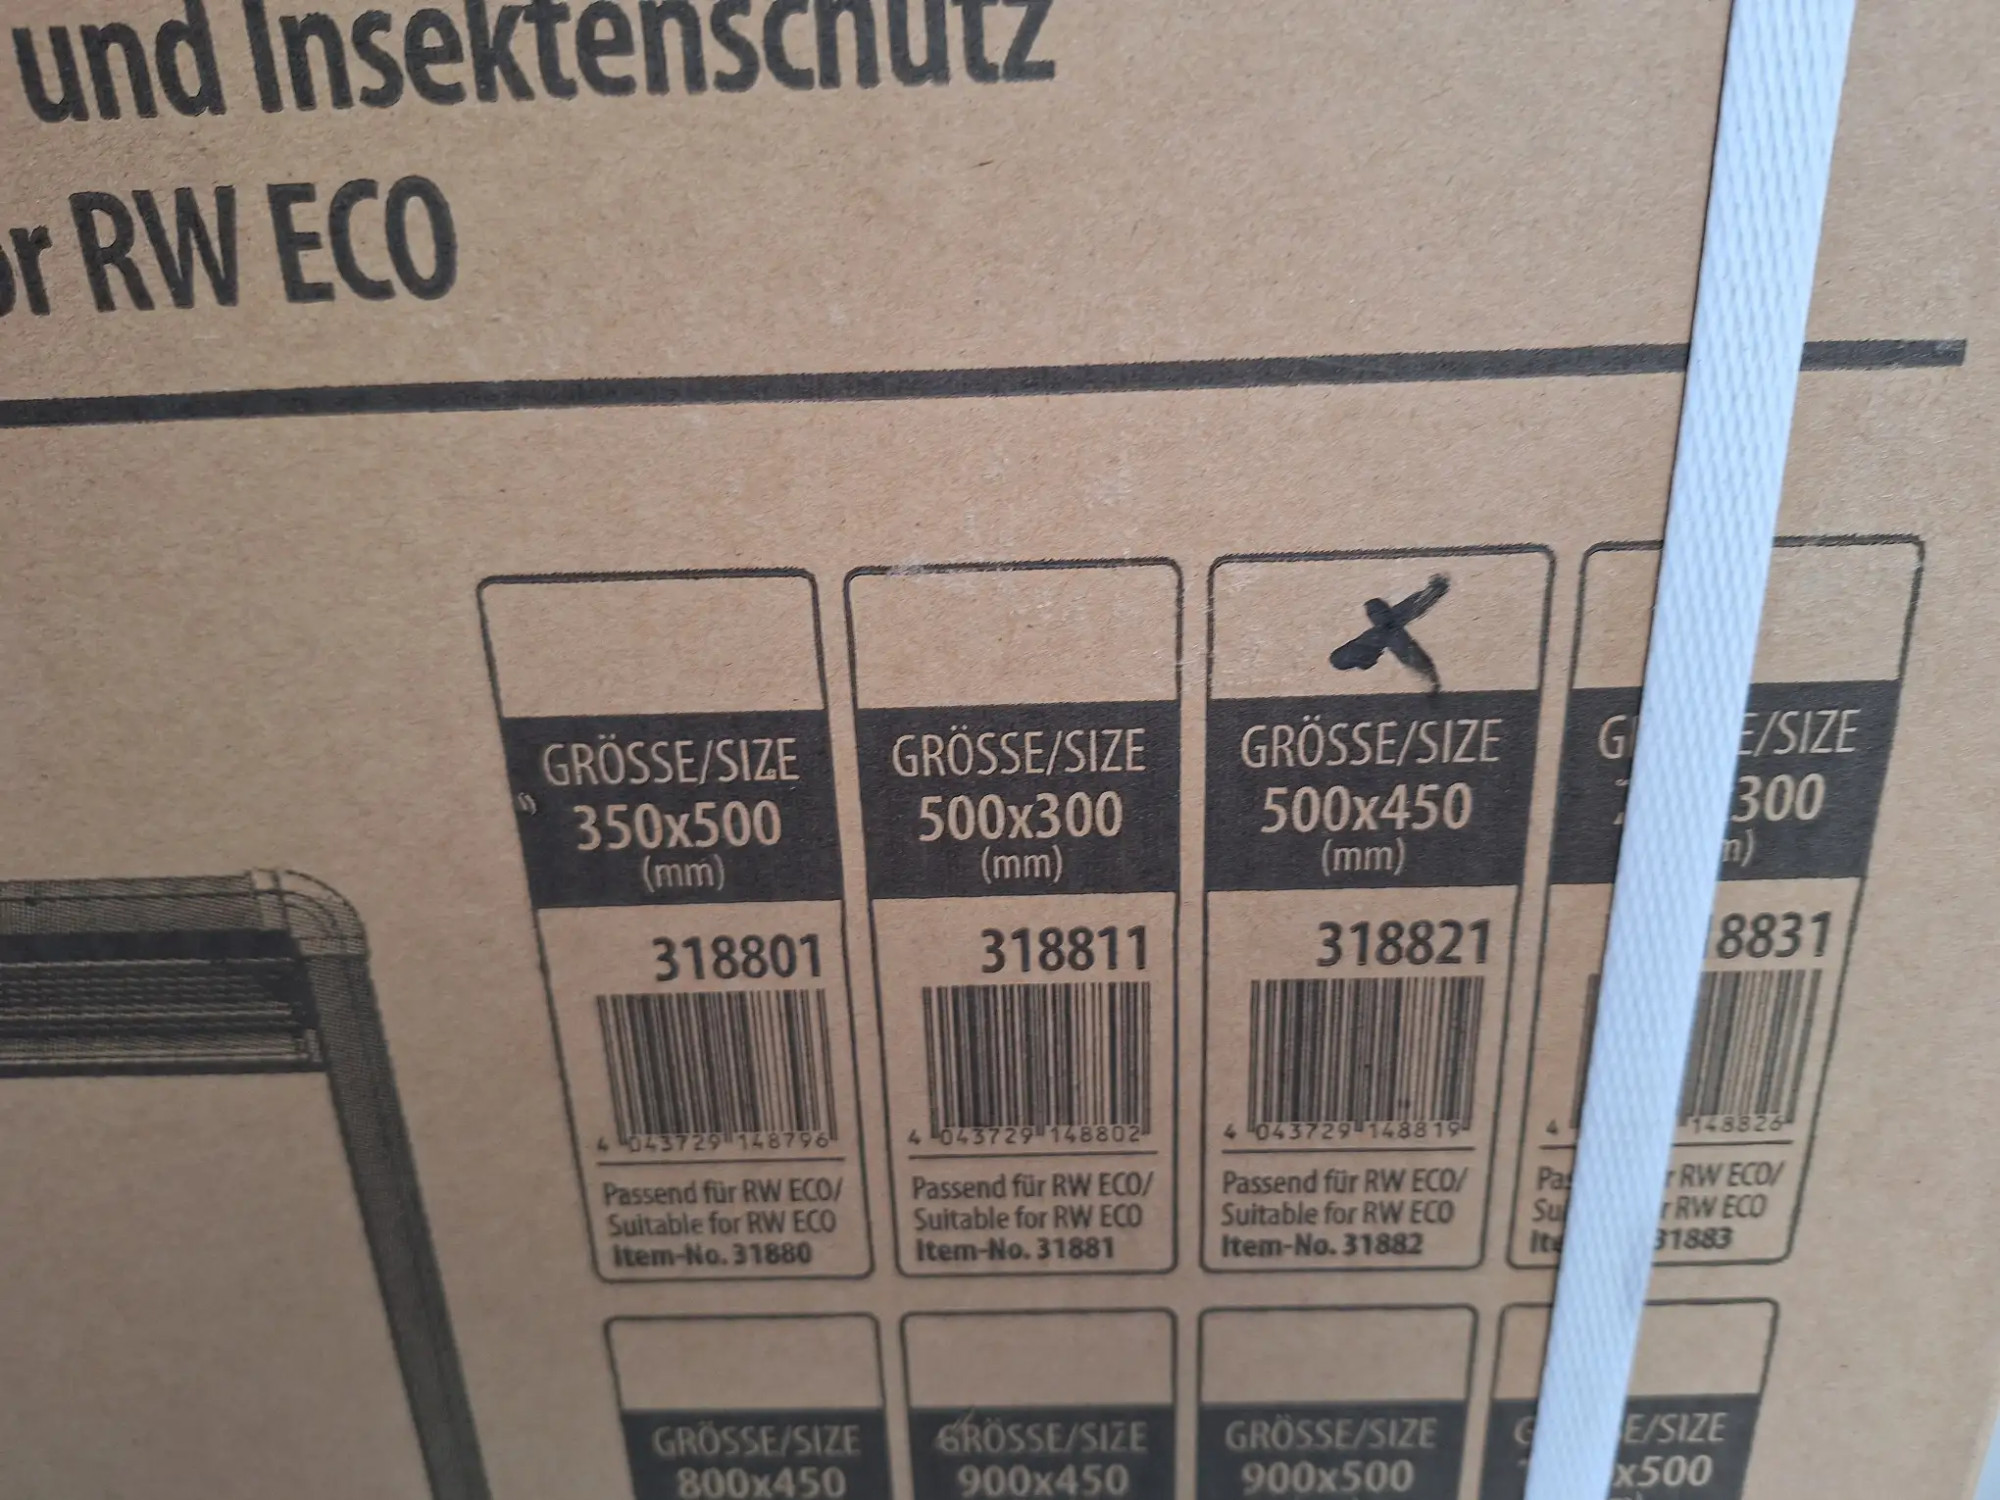 und Insektenschutz
or RW ECO
GRÖSSE/SIZE
350x500
(mm)
318801
4 043729 148796
Passend für RW ECO/
Suitable for RW ECO
Item-No. 31880
GRÖSSE/SIZE
500x300
(mm)
318811
4 043729 148802
Passend für RW ECO/
Suitable for RW ECO
Item-No. 31881
GRÖSSE/SIZE
500x450
(mm)
318821
4 043729 148819
Passend für RW ECO/
Suitable for RW ECO
Item-No. 31882
/SIZE
300
8831
4 148826
RW ECO/
RW ECO
31883
GRÖSSE/SIZE
800x450
GRÖSSE/SIZE
900x450
GRÖSSE/SIZE
900x500
E/SIZE
x500